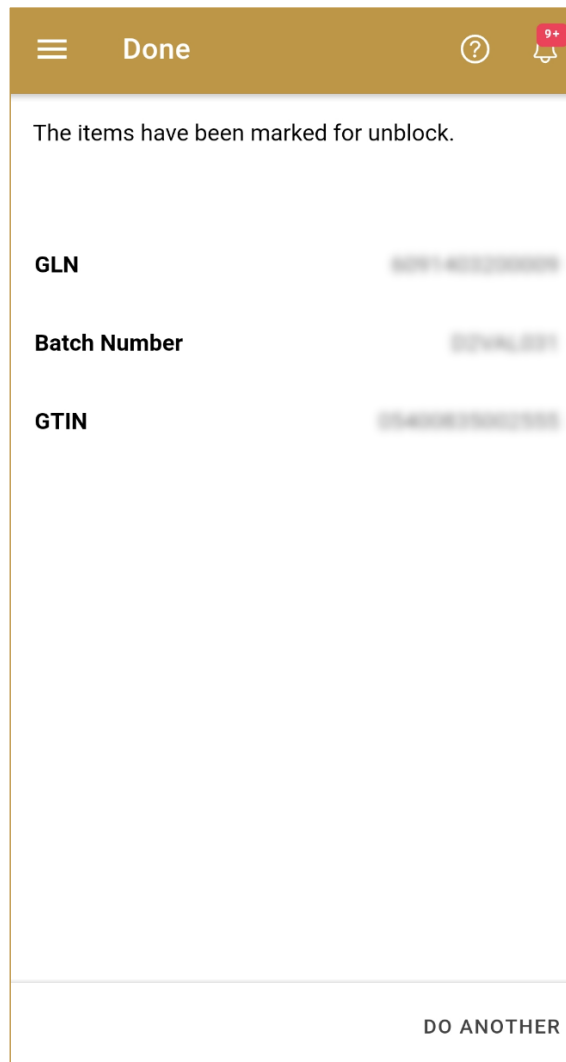 Done
9+
The items have been marked for unblock.
GLN
Batch Number
GTIN
DO ANOTHER